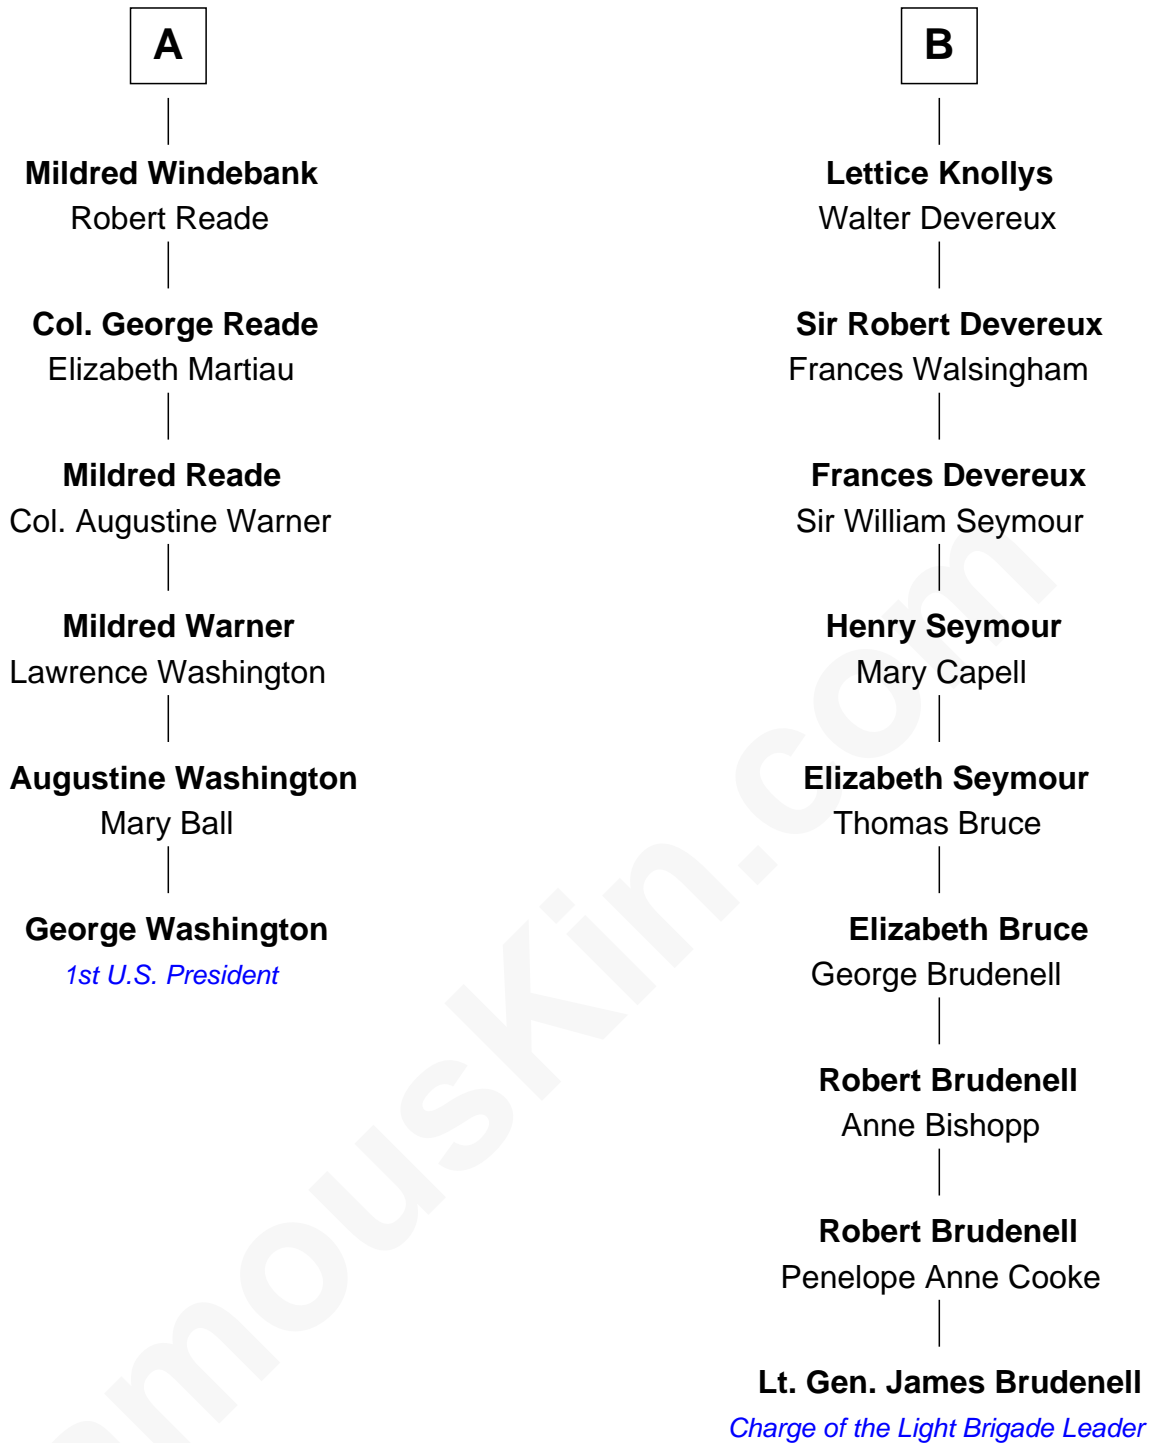 A
Mildred Windebank
Robert Reade
Col. George Reade
Elizabeth Martiau
Mildred Reade
Col. Augustine Warner
Mildred Warner
Lawrence Washington
Augustine Washington
Mary Ball
George Washington
1st U.S. President
B
Lettice Knollys
Walter Devereux
Sir Robert Devereux
Frances Walsingham
Frances Devereux
Sir William Seymour
Henry Seymour
Mary Capell
Elizabeth Seymour
Thomas Bruce
Elizabeth Bruce
George Brudenell
Robert Brudenell
Anne Bishopp
Robert Brudenell
Penelope Anne Cooke
Lt. Gen. James Brudenell
Charge of the Light Brigade Leader
amouskin.com